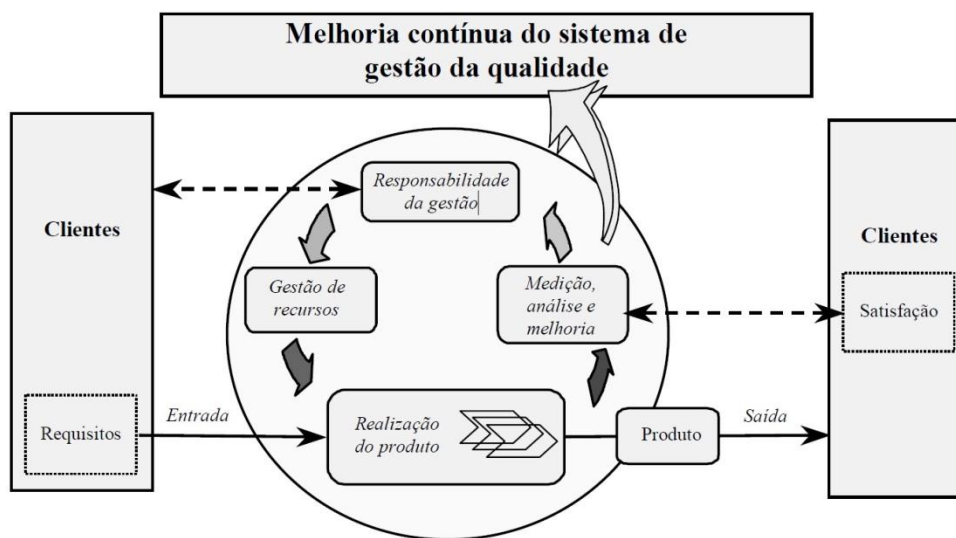 Melhoria contínua do sistema de
gestão da qualidade
Clientes
Requisitos
Entrada
Responsabilidade
da gestão
Gestão de
recursos
Medição,
análise e
melhoria
Realização
do produto
Produto
Saída
Clientes
Satisfação